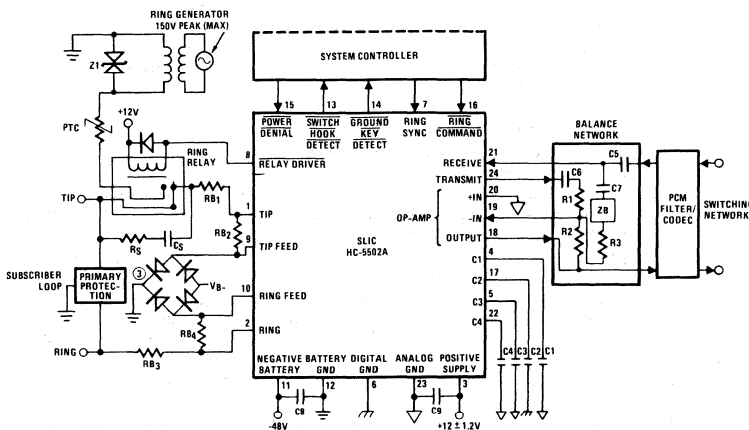 RING GENERATOR
150V PEAK (MAX)
Z1
SYSTEM CONTROLLER
PTC
+12V
15
13
14
7
16
POWER DENIAL
SWITCH HOOK DETECT
GROUND KEY DETECT
RING SYNC
RING COMMAND
BALANCE NETWORK
RING RELAY
8
RELAY DRIVER
RECEIVE
21
C5
TRANSMIT
24
C6
C7
20
+IN
R1
ZB
PCM FILTER/ CODEC
SWITCHING NETWORK
TIP
RB1
1
TIP
OP-AMP
19
-IN
R2
R3
RB2
RS
CS
9
TIP FEED
SLIC
HC-5502A
OUTPUT
18
C1
4
C2
17
C3
5
C4
22
3
VB-
SUBSCRIBER LOOP
PRIMARY PROTEC- TION
10
RING FEED
RB4
2
RING
RING
RB3
C4
C3
C2
C1
NEGATIVE BATTERY
BATTERY GND
DIGITAL GND
ANALOG GND
POSITIVE SUPPLY
11
12
6
23
3
C8
C9
-48V
+12 ± 1.2V